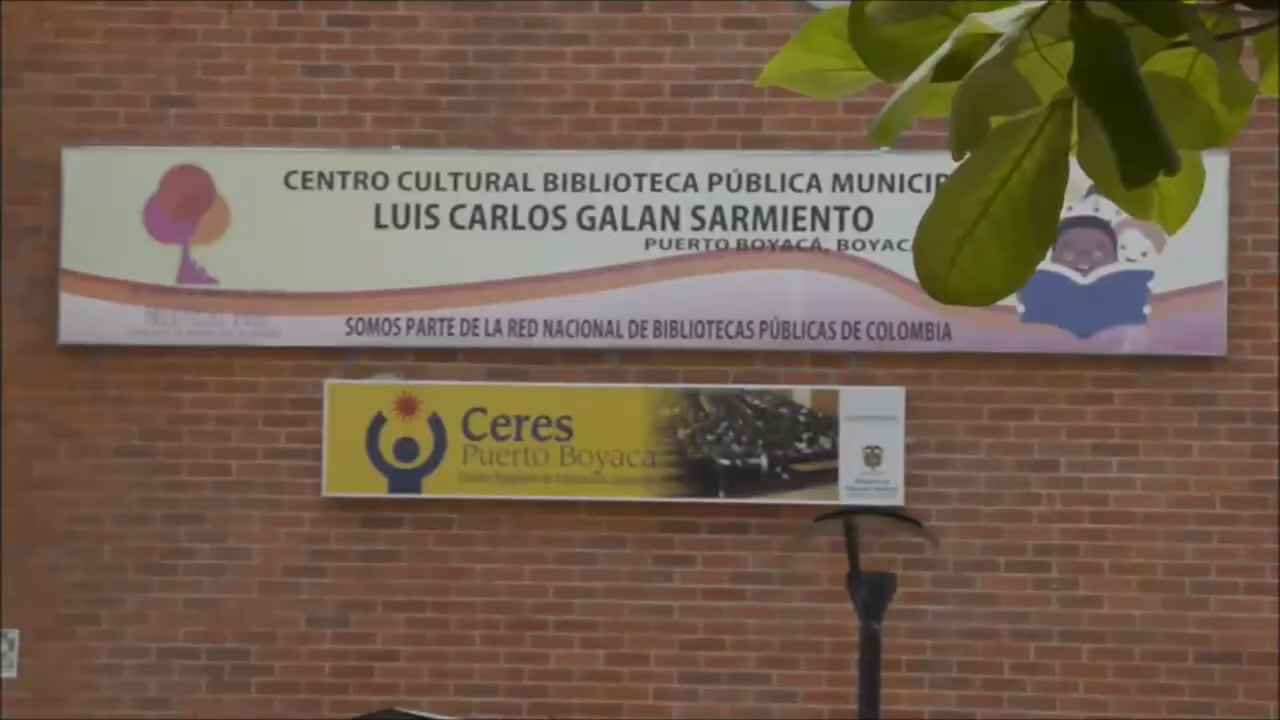 CENTRO CULTURAL BIBLIOTECA PÚBLICA MUNICIP
LUIS CARLOS GALAN SARMIENTO
PUERTO BOYACÁ, BOYAC
SOMOS PARTE DE LA RED NACIONAL DE BIBLIOTECAS PÚBLICAS DE COLOMBIA
Ceres
Puerto Boyacá